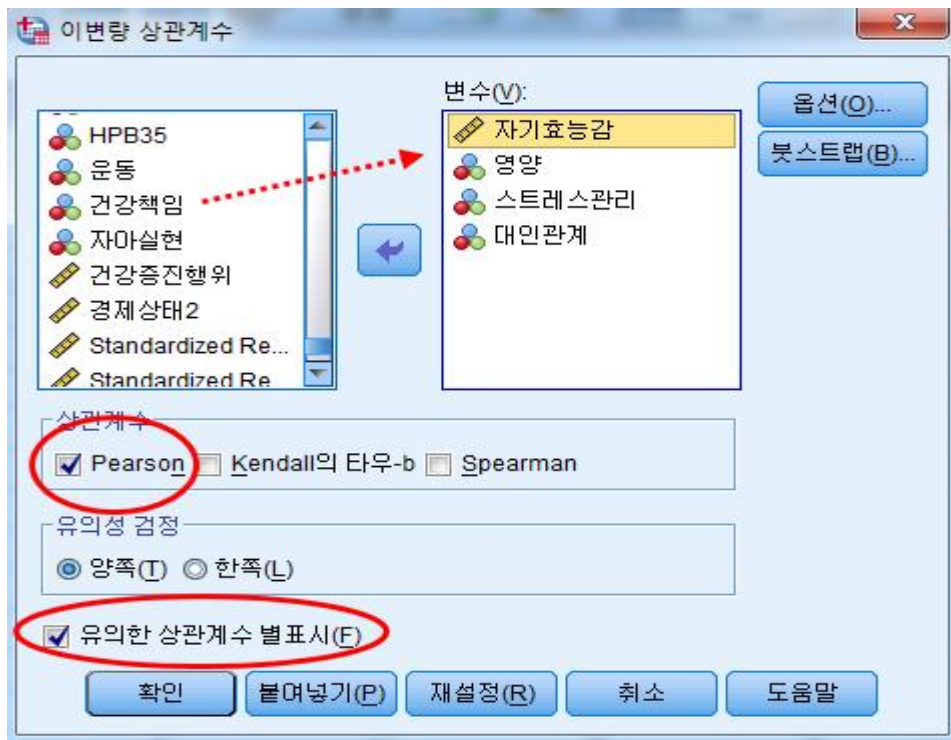 이변량 상관계수
HPB35
운동
건강책임
자아실현
건강증진행위
경제상태2
Standardized Re...
Standardized Re
변수(V):
자기효능감
영양
스트레스관리
대인관계
옵션(O)...
붓스트랩(B)...
상관계수
Pearson Kendall의 타우-b Spearman
유의성 검정
양쪽(T) 한쪽(L)
유의한 상관계수 별표시(F)
확인 붙여넣기(P) 재설정(R) 취소 도움말